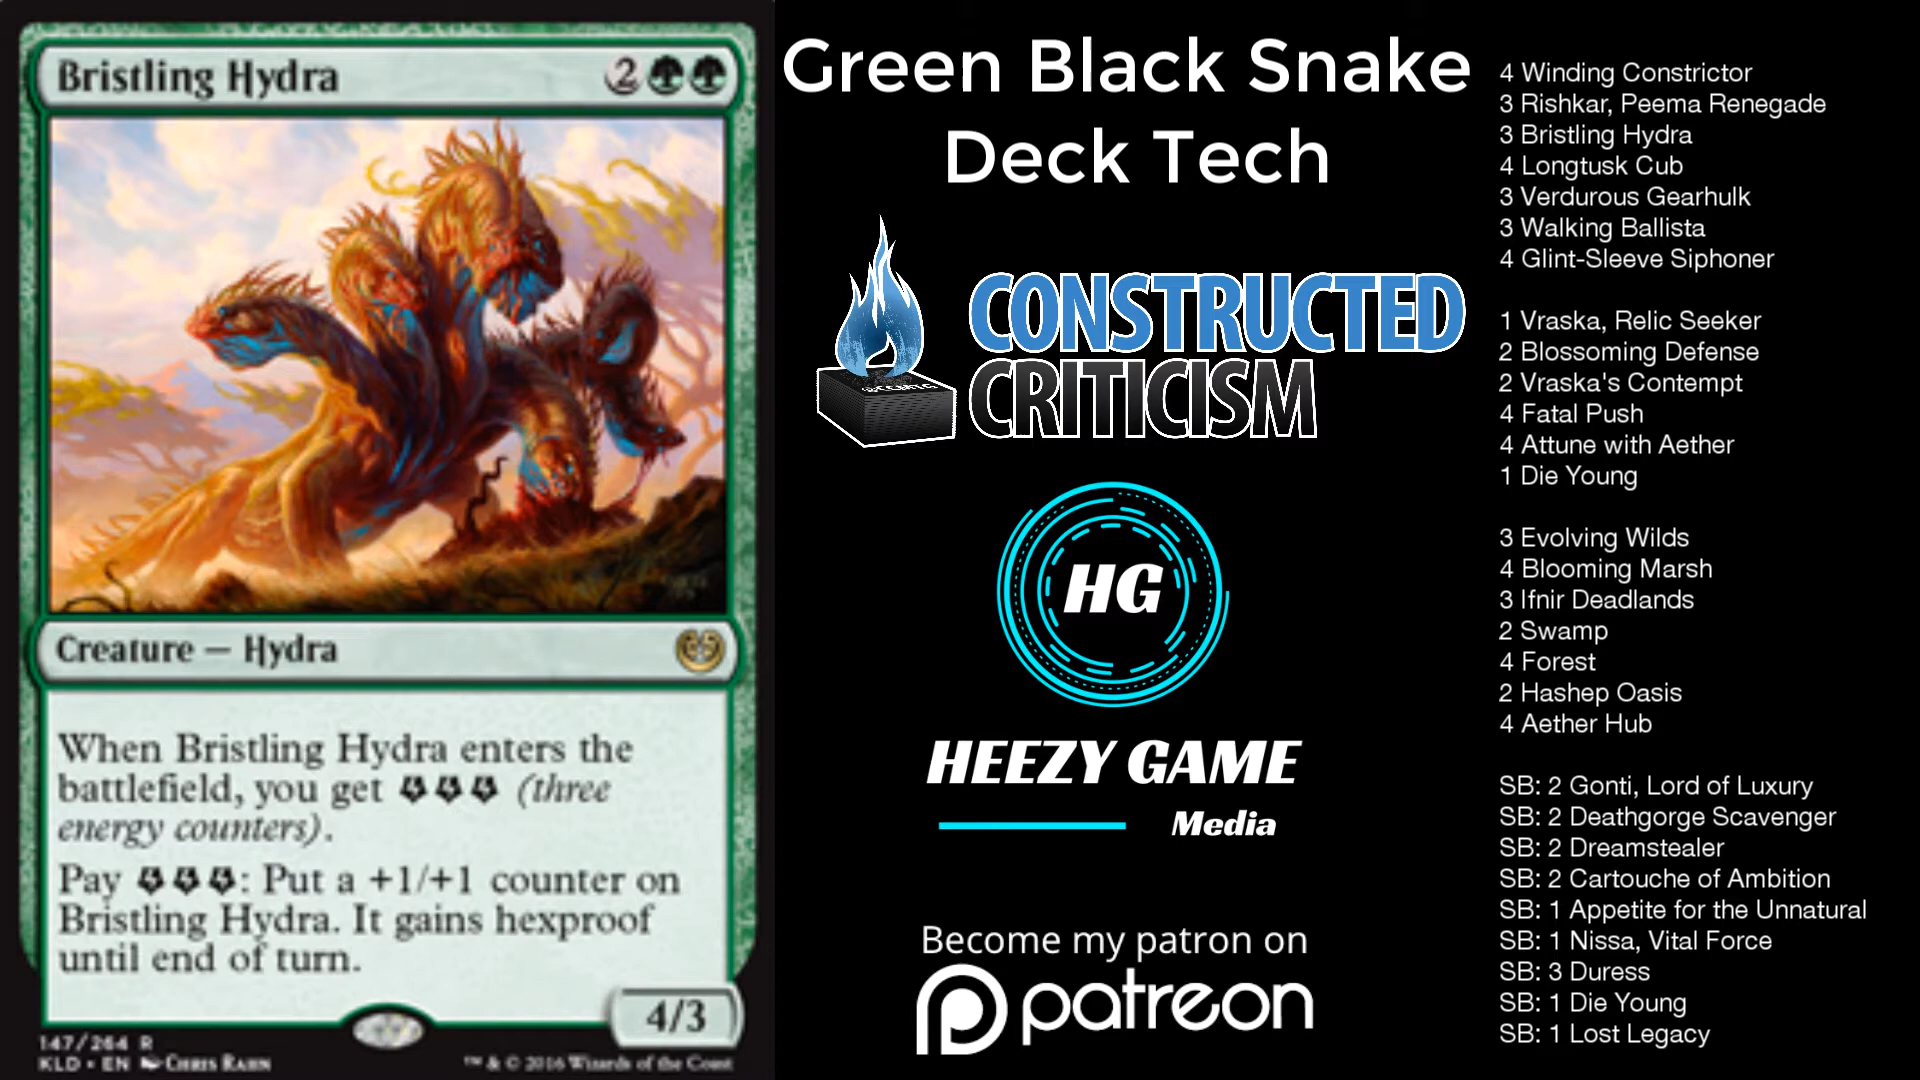 Bristling Hydra 2
Creature — Hydra
When Bristling Hydra enters the
battlefield, you get (three
energy counters).
Pay : Put a +1/+1 counter on
Bristling Hydra. It gains hexproof
until end of turn.
4/3
147/264 R
KLD • EN Chris Rahn
™ & © 2016 Wizards of the Coast
Green Black Snake
Deck Tech
CONSTRUCTED
CRITICISM
HG
HEEZY GAME
Media
Become my patron on
patreon
4 Winding Constrictor
3 Rishkar, Peema Renegade
3 Bristling Hydra
4 Longtusk Cub
3 Verdurous Gearhulk
3 Walking Ballista
4 Glint-Sleeve Siphoner
1 Vraska, Relic Seeker
2 Blossoming Defense
2 Vraska's Contempt
4 Fatal Push
4 Attune with Aether
1 Die Young
3 Evolving Wilds
4 Blooming Marsh
3 Ifnir Deadlands
2 Swamp
4 Forest
2 Hashep Oasis
4 Aether Hub
SB: 2 Gonti, Lord of Luxury
SB: 2 Deathgorge Scavenger
SB: 2 Dreamstealer
SB: 2 Cartouche of Ambition
SB: 1 Appetite for the Unnatural
SB: 1 Nissa, Vital Force
SB: 3 Duress
SB: 1 Die Young
SB: 1 Lost Legacy